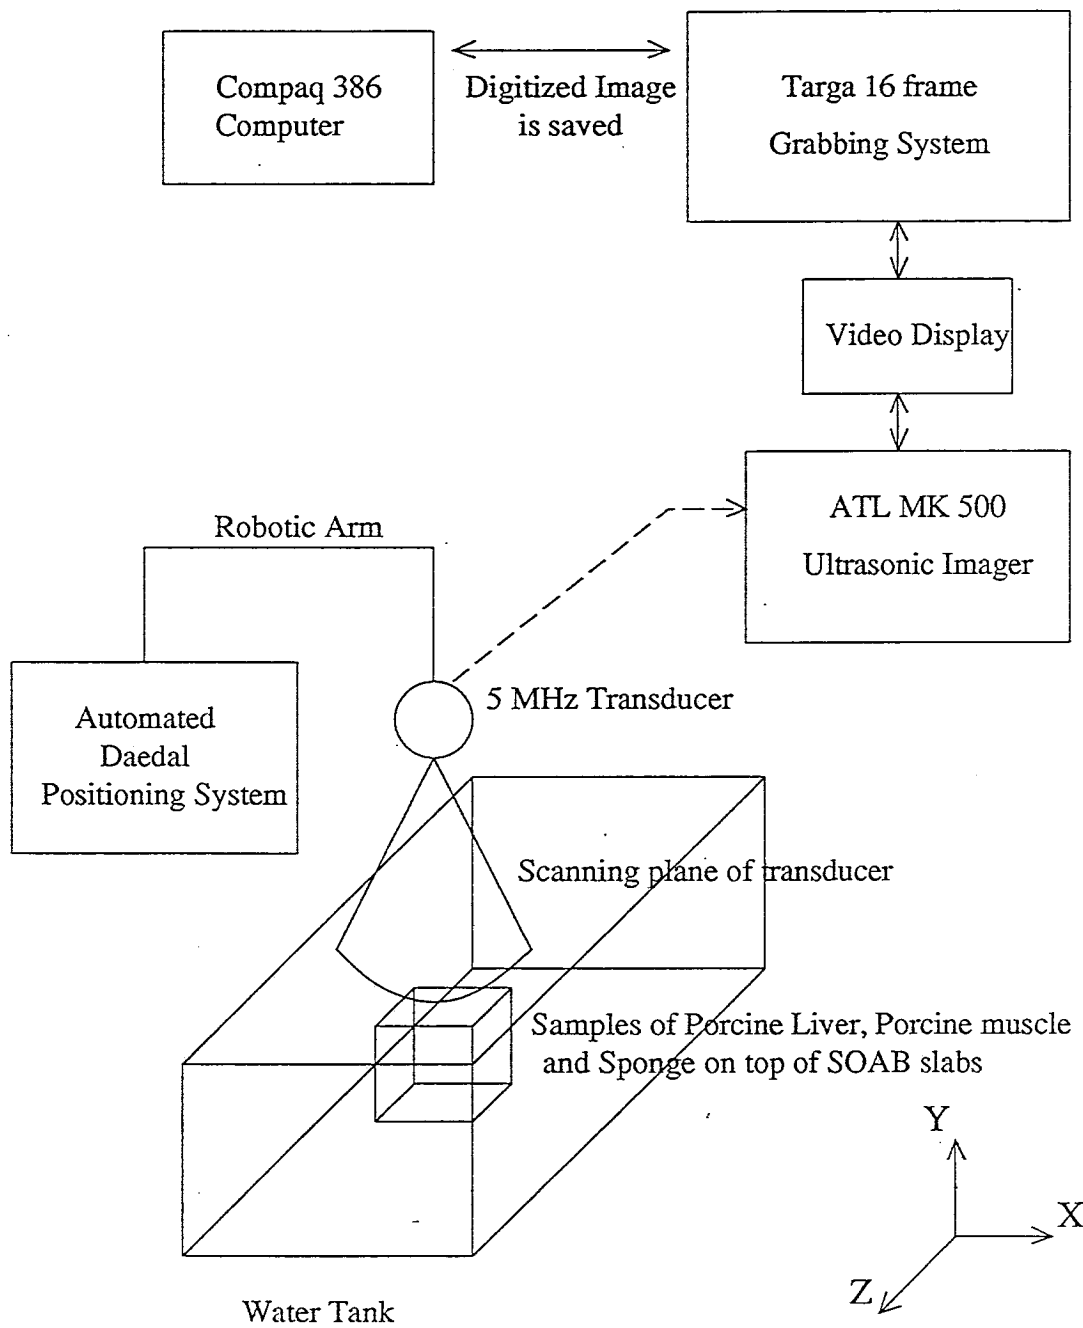 Compaq 386
Computer
Digitized Image
is saved
Targa 16 frame
Grabbing System
Video Display
ATL MK 500
Ultrasonic Imager
Robotic Arm
5 MHz Transducer
Automated
Daedal
Positioning System
Scanning plane of transducer
Samples of Porcine Liver, Porcine muscle
and Sponge on top of SOAB slabs
Y
X
Z
Water Tank